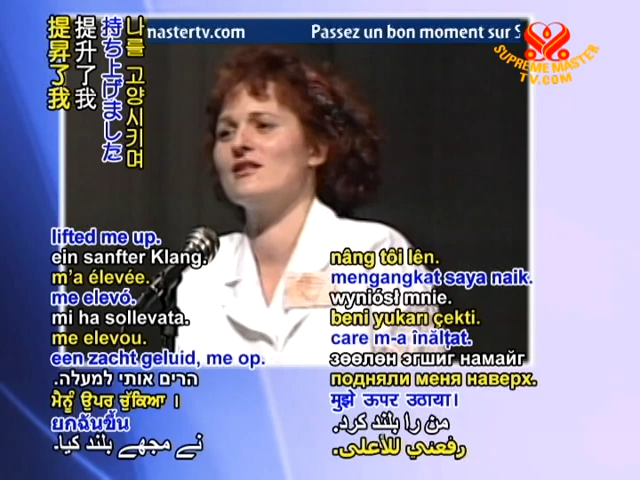 mastertv.com
Passez un bon moment sur S
SUPREME MASTER
TV.COM
나를 고양시키며
持ち上げました
提升了我
提昇了我
lifted me up.
ein sanfter Klang.
m'a élevée.
me elevó.
mi ha sollevata.
me elevou.
een zacht geluid, me op.
הרים אותי למעלה.
ਮੈਨੂੰ ਉਪਰ ਚੁੱਕਿਆ ।
ยกฉันขึ้น
نے مجھے بلند کیا.
nâng tôi lên.
mengangkat saya naik.
wyniósł mnie.
beni yukarı çekti.
care m-a înălţat.
зөөлөн эгшиг намайг
подняли меня наверх.
मुझे ऊपर उठाया।
من را بلند کرد.
رفعني للأعلى.